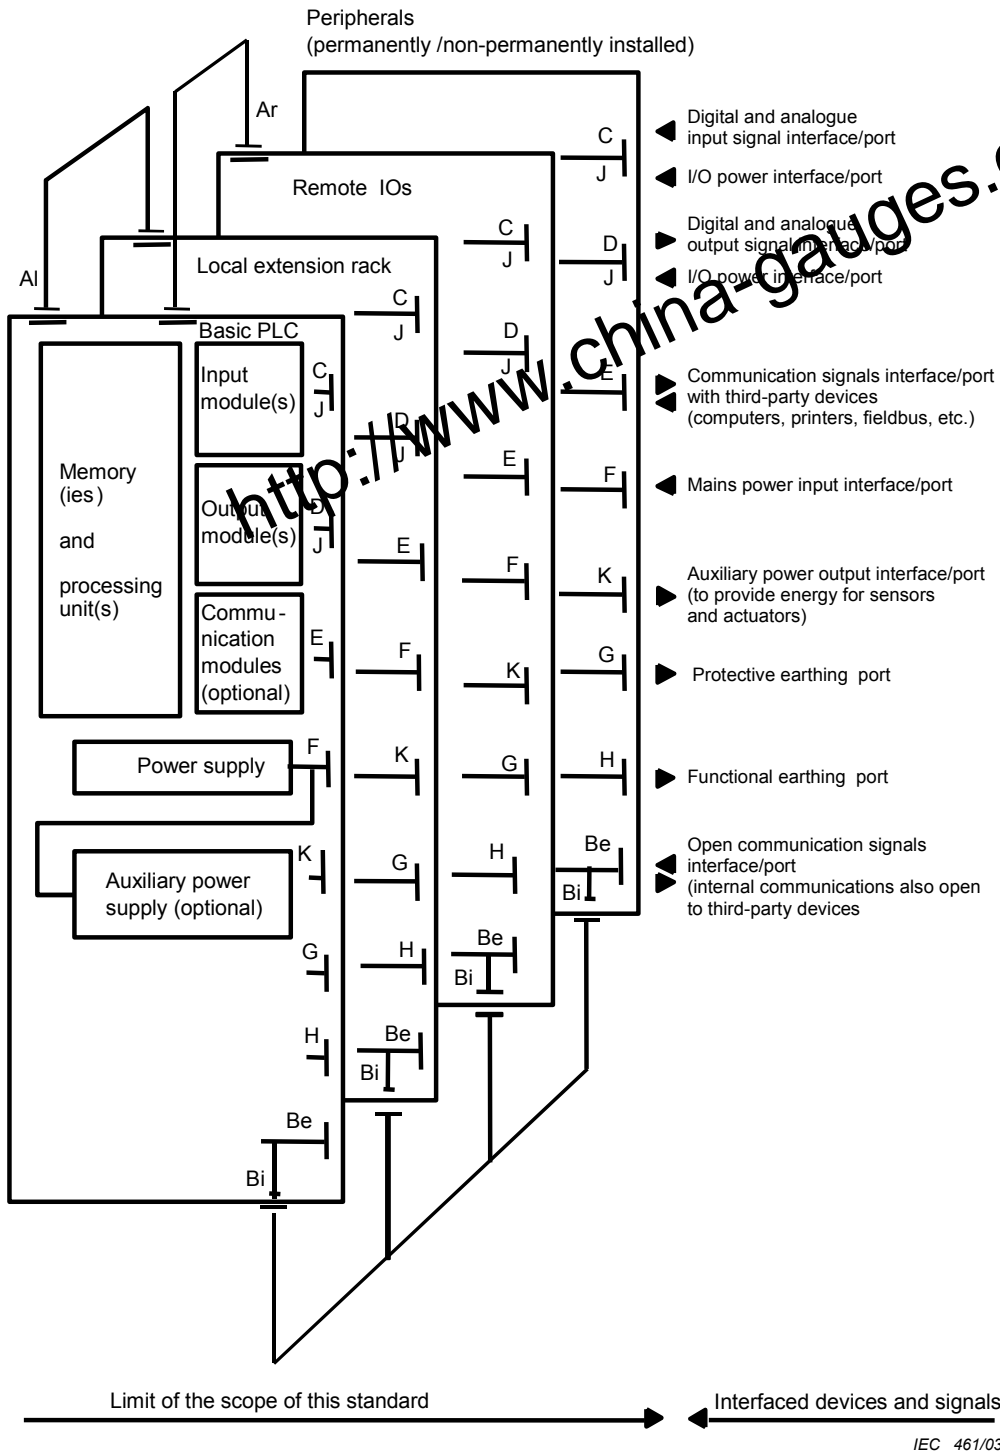 Peripherals
(permanently /non-permanently installed)
Ar
C
J
Digital and analogue
input signal interface/port
I/O power interface/port
Remote IOs
C
J
D
J
Digital and analogue
output signal interface/port
I/O power interface/port
Al
Local extension rack
C
J
D
J
E
Communication signals interface/port
with third-party devices
(computers, printers, fieldbus, etc.)
Basic PLC
Input
module(s)
C
J
D
J
E
F
Mains power input interface/port
Memory
(ies)
and
processing
unit(s)
Output
module(s)
D
J
E
F
K
Auxiliary power output interface/port
(to provide energy for sensors
and actuators)
Commu-
nication
modules
(optional)
E
F
K
G
Protective earthing port
Power supply
F
K
G
H
Functional earthing port
Auxiliary power
supply (optional)
K
G
H
Be
Bi
Open communication signals
interface/port
(internal communications also open
to third-party devices
G
H
Be
Bi
H
Be
Bi
Be
Bi
Limit of the scope of this standard
Interfaced devices and signals
IEC 461/03